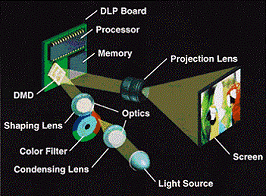 DLP Board
Processor
Memory
Projection Lens
DMD
Optics
Shaping Lens
Color Filter
Condensing Lens
Screen
Light Source